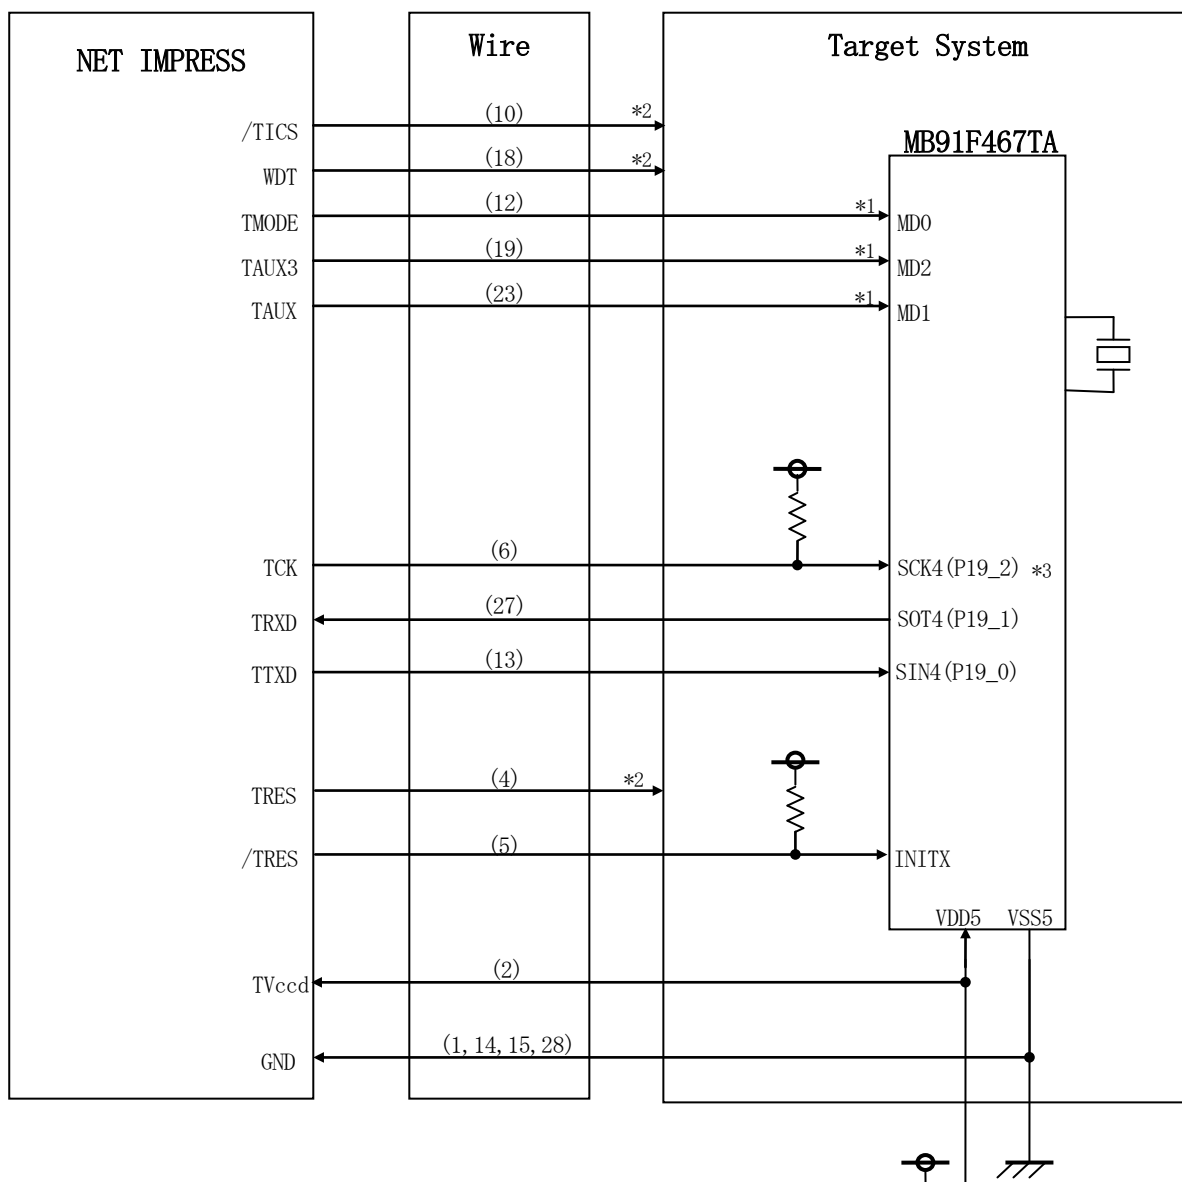 NET IMPRESS
Wire
Target System
MB91F467TA
/TICS (10) *2
WDT (18) *2
TMODE (12) *1 MD0
TAUX3 (19) *1 MD2
TAUX (23) *1 MD1
TCK (6) SCK4(P19_2) *3
TRXD (27) SOT4(P19_1)
TTXD (13) SIN4(P19_0)
TRES (4) *2
/TRES (5) INITX
VDD5 VSS5
TVccd (2)
GND (1,14,15,28)